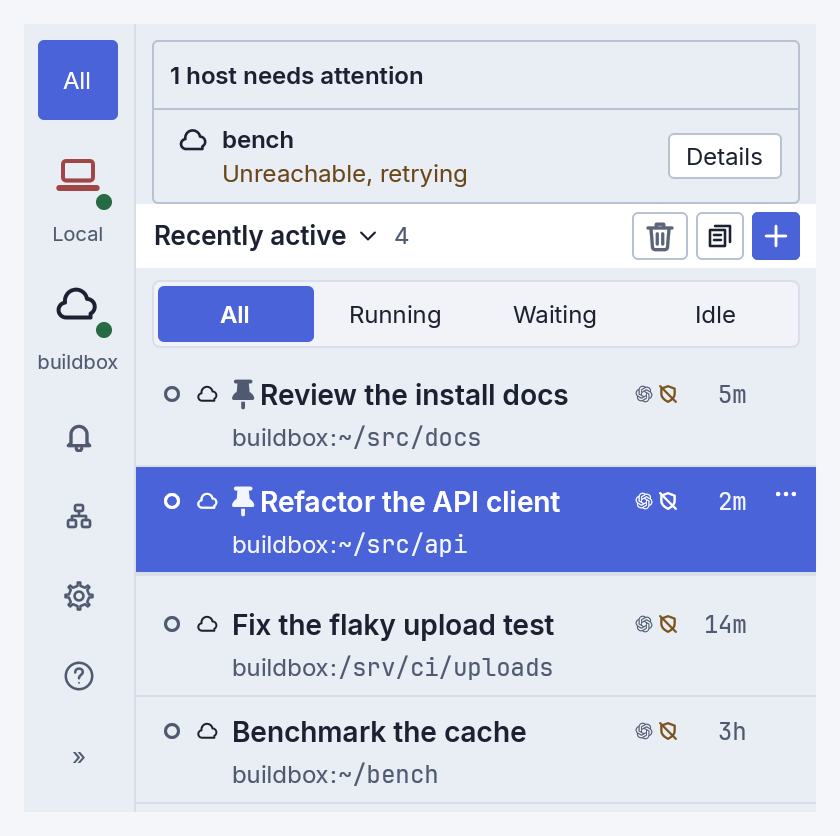 All
Local
buildbox
»
1 host needs attention
bench
Unreachable, retrying
Details
Recently active 4
All Running Waiting Idle
Review the install docs 5m
buildbox:~/src/docs
Refactor the API client 2m
buildbox:~/src/api
Fix the flaky upload test 14m
buildbox:/srv/ci/uploads
Benchmark the cache 3h
buildbox:~/bench